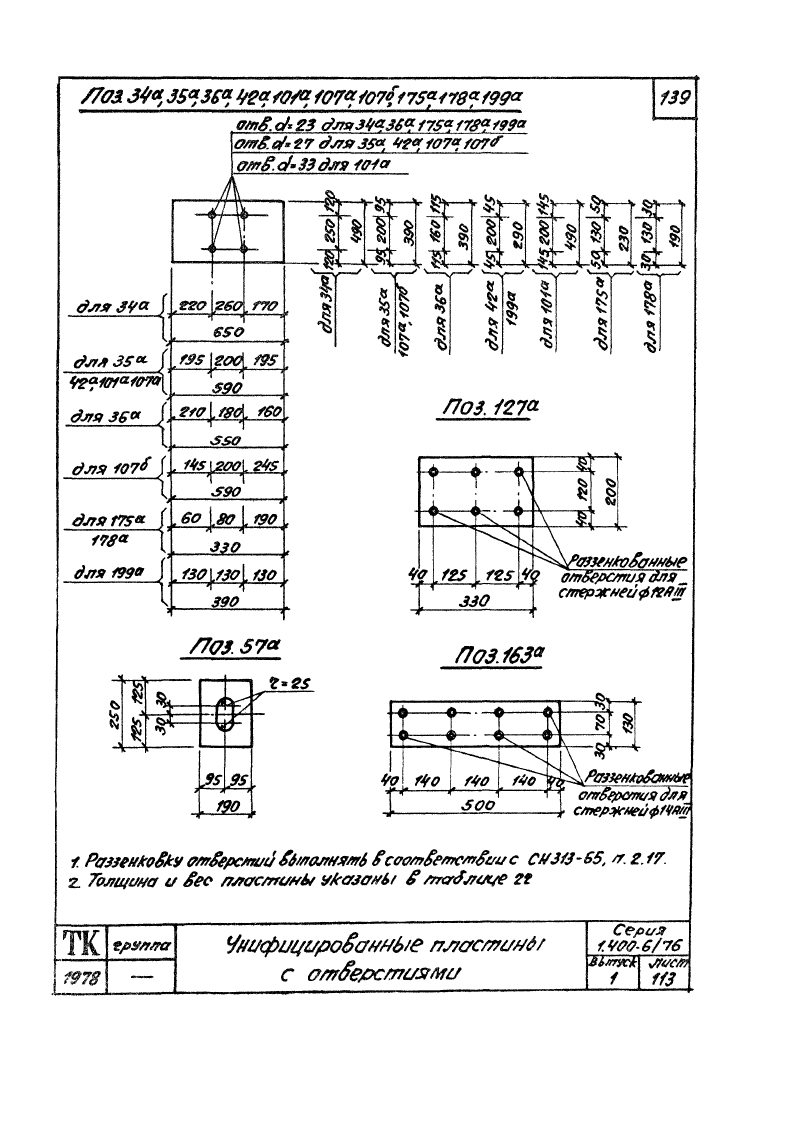 Поз. 34а, 35а, 36а, 42а, 101а, 107а, 107б, 175а, 178а, 199а
139
отв. d=23 для 34а, 36а, 175а, 178а, 199а
отв. d=27 для 35а, 42а, 107а, 107б
отв. d=33 для 101а
120 250 120
490
для 34а
95 200 95
390
для 35а
107а, 107б
115 160 115
390
для 36а
45 200 45
290
для 42а
199а
145 200 145
490
для 101а
50 130 50
230
для 175а
30 130 30
190
для 178а
для 34а
220 260 170
650
для 35а
42а, 101а, 107а
195 200 195
590
для 36а
210 180 160
550
для 107б
145 200 245
590
для 175а
178а
60 80 190
330
для 199а
130 130 130
390
Поз. 127а
40 120 40
200
40 125 125 40
330
Раззенкованные
отверстия для
стержней ф12АIII
Поз. 57а
r=25
125 125
250
30 30
95 95
190
Поз. 163а
30 70 30
130
40 140 140 140 40
500
Раззенкованные
отверстия для
стержней ф14АIII
1. Раззенковку отверстий выполнять в соответствии с СН313-65, п. 2.17.
2. Толщина и вес пластины указаны в таблице 22
ТК
группа
1978
—
Унифицированные пластины
с отверстиями
Серия
1.400-6/76
Выпуск
1
лист
113